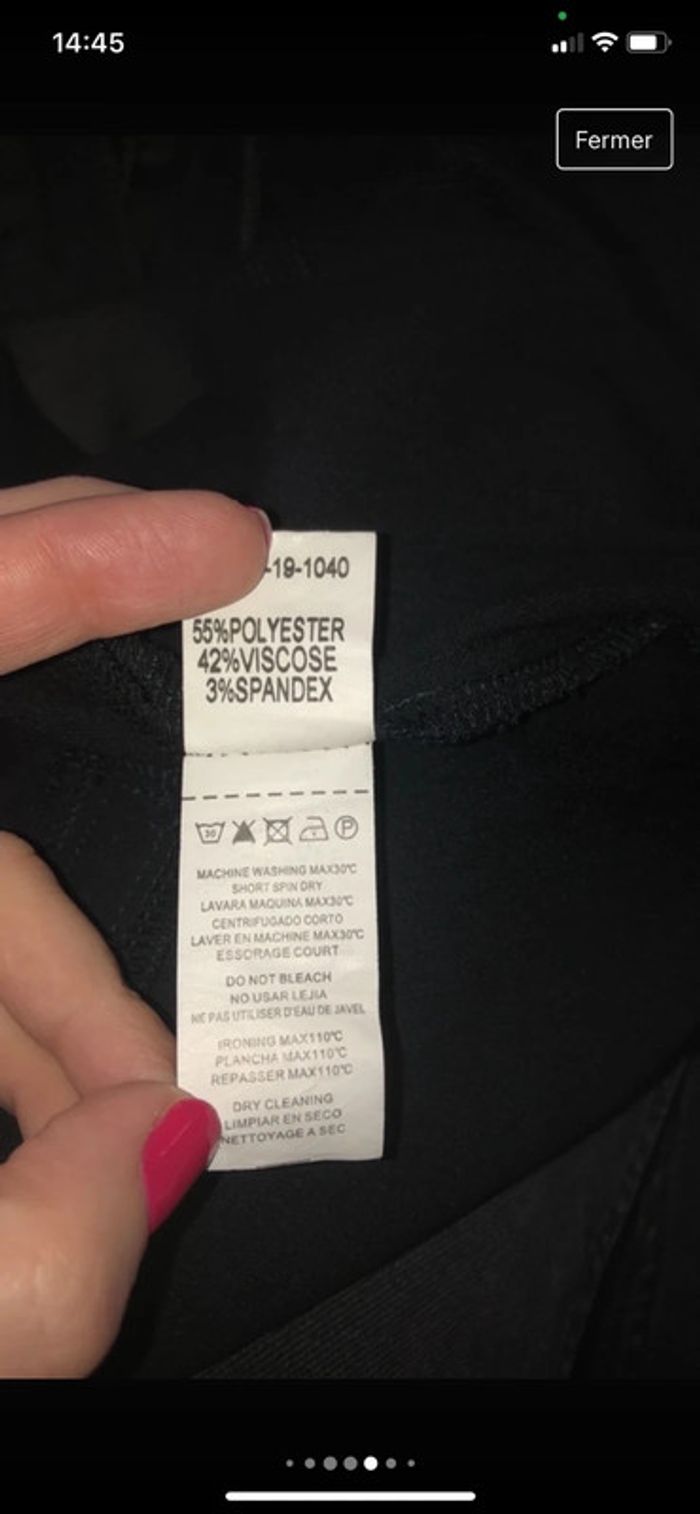 14:45
Fermer
-19-1040
55%POLYESTER
42%VISCOSE
3%SPANDEX
30
P
MACHINE WASHING MAX30℃
SHORT SPIN DRY
LAVARA MAQUINA MAX30℃
CENTRIFUGADO CORTO
LAVER EN MACHINE MAX30℃
ESSORAGE COURT
DO NOT BLEACH
NO USAR LEJIA
NE PAS UTILISER D'EAU DE JAVEL
IRONING MAX110℃
PLANCHA MAX110℃
REPASSER MAX110℃
DRY CLEANING
LIMPIAR EN SECO
NETTOYAGE A SEC